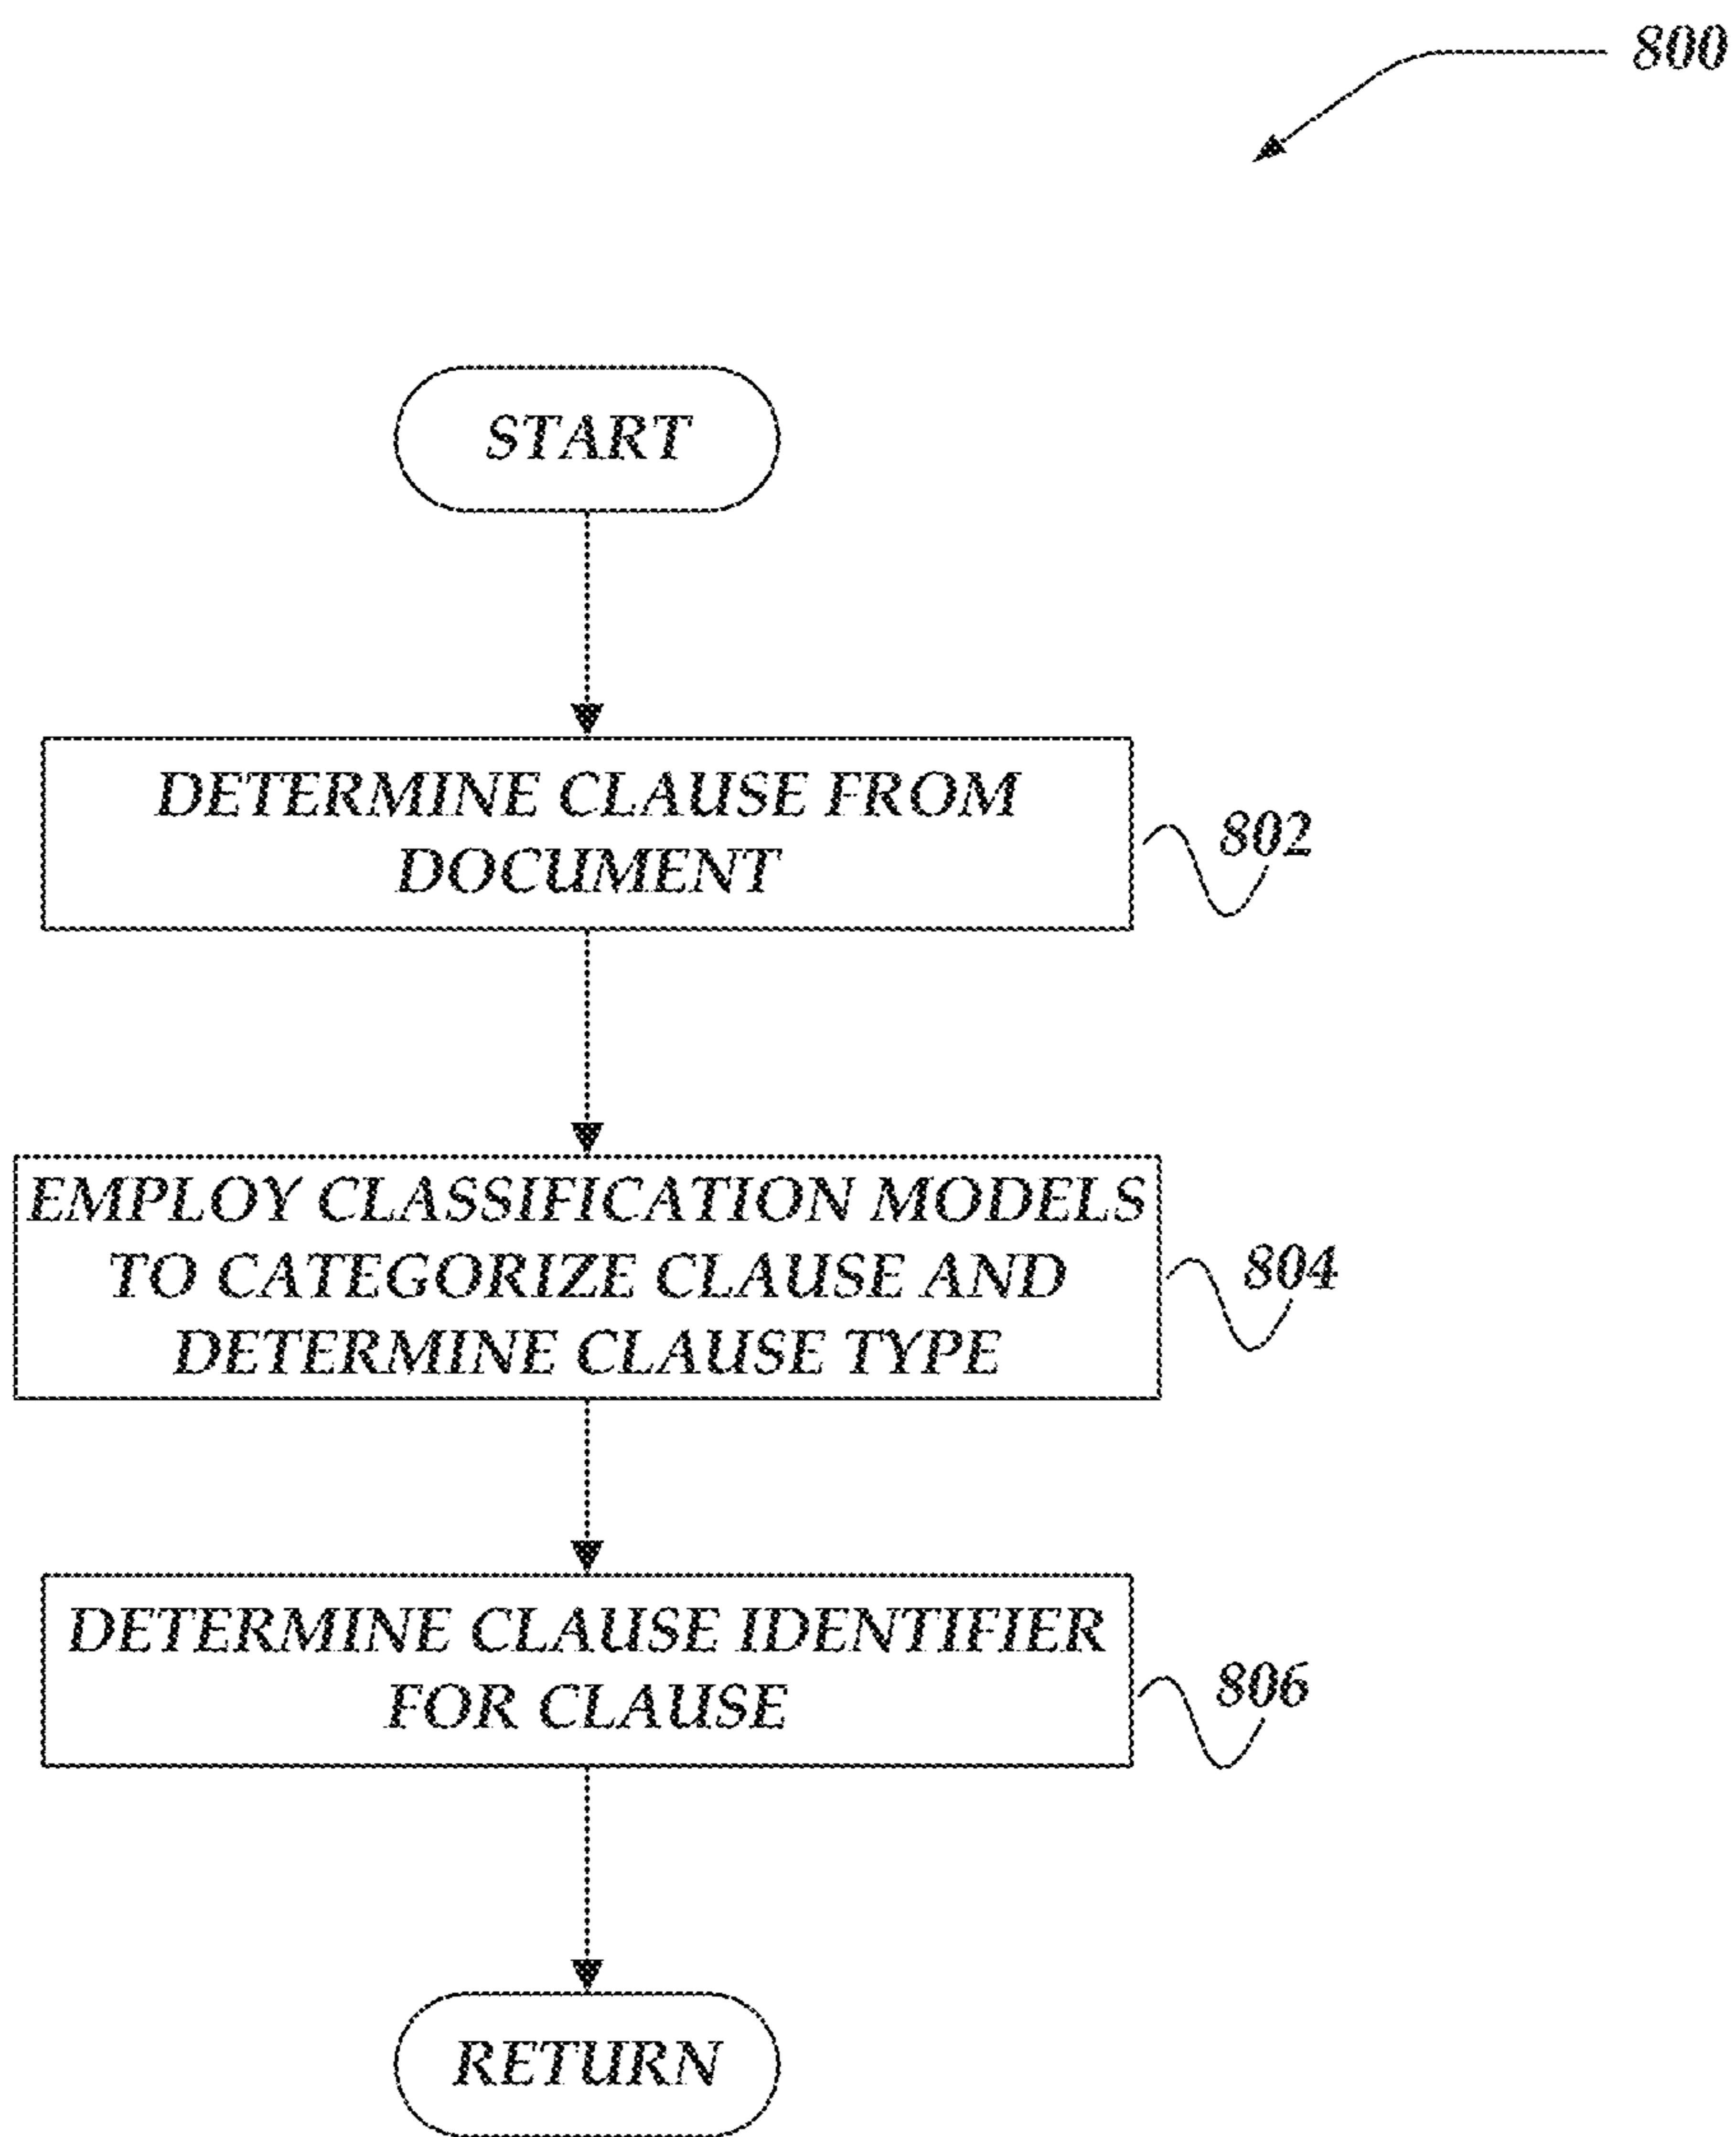 800
START
DETERMINE CLAUSE FROM
DOCUMENT
802
EMPLOY CLASSIFICATION MODELS
TO CATEGORIZE CLAUSE AND
DETERMINE CLAUSE TYPE
804
DETERMINE CLAUSE IDENTIFIER
FOR CLAUSE
806
RETURN